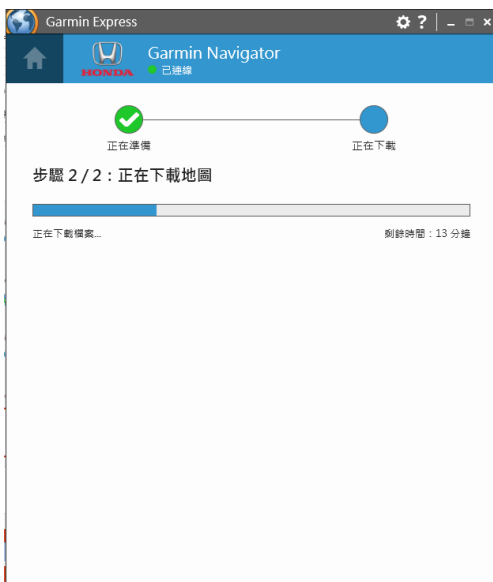 Garmin Express
?
HONDA
Garmin Navigator
已連線
正在準備
正在下載
步驟 2 / 2：正在下載地圖
正在下載檔案...
剩餘時間：13 分鐘